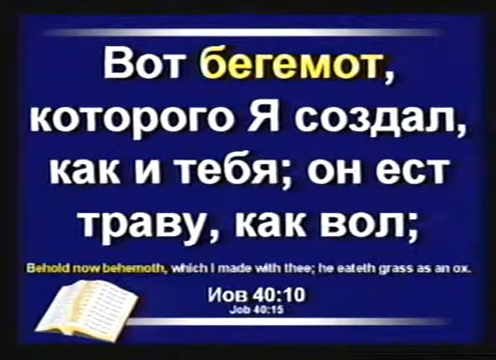 Вот бегемот,
которого Я создал,
как и тебя; он ест
траву, как вол;
Behold now behemoth, which I made with thee; he eateth grass as an ox.
Иов 40:10
Job 40:15